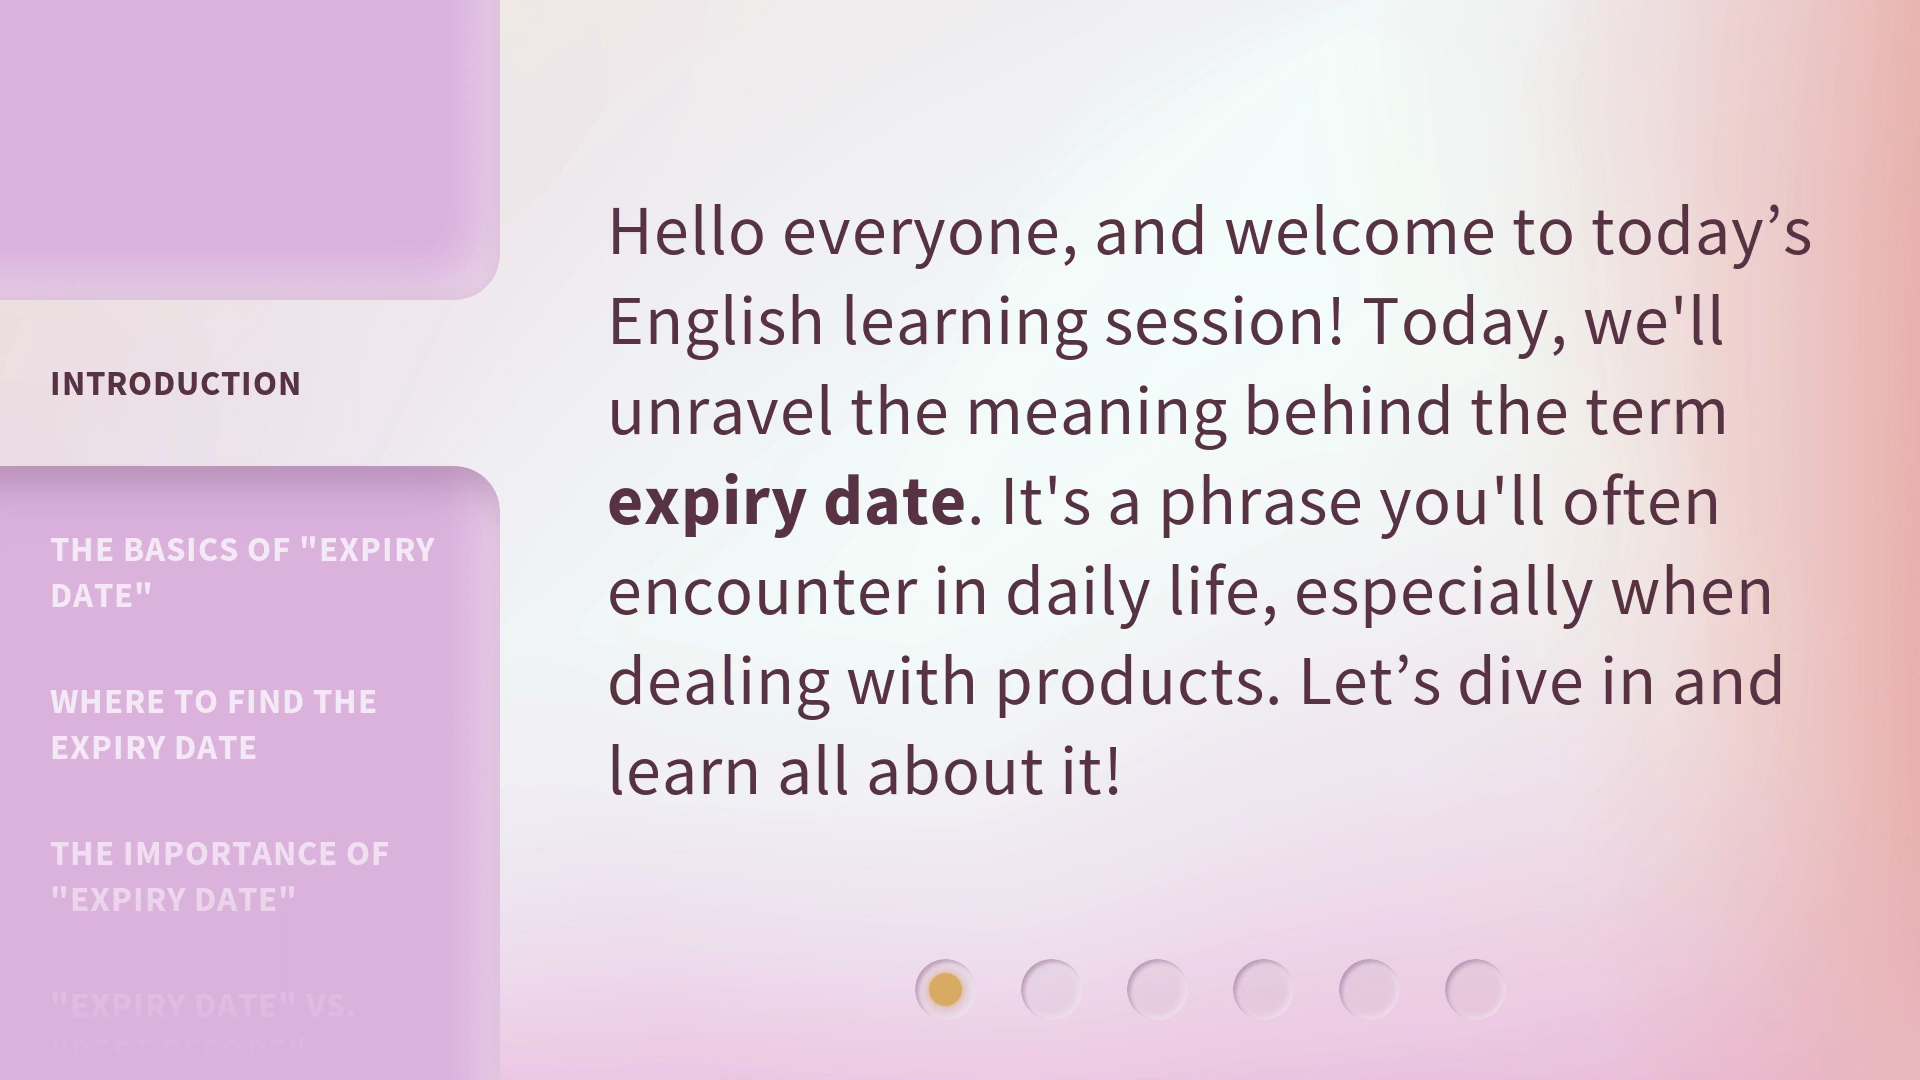 INTRODUCTION
THE BASICS OF "EXPIRY
DATE"
WHERE TO FIND THE
EXPIRY DATE
THE IMPORTANCE OF
"EXPIRY DATE"
"EXPIRY DATE" VS.
"BEST BEFORE"
Hello everyone, and welcome to today’s
English learning session! Today, we'll
unravel the meaning behind the term
expiry date. It's a phrase you'll often
encounter in daily life, especially when
dealing with products. Let’s dive in and
learn all about it!